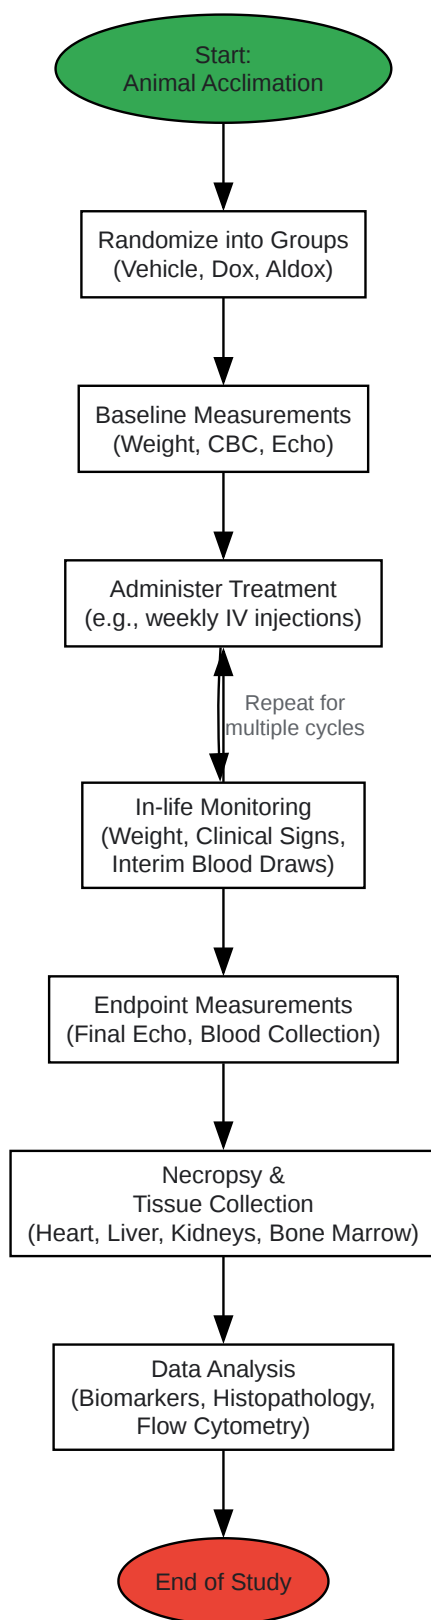 Start:
Animal Acclimation
Randomize into Groups
(Vehicle, Dox, Aldox)
Baseline Measurements
(Weight, CBC, Echo)
Administer Treatment
(e.g., weekly IV injections)
Repeat for
multiple cycles
In-life Monitoring
(Weight, Clinical Signs,
Interim Blood Draws)
Endpoint Measurements
(Final Echo, Blood Collection)
Necropsy &
Tissue Collection
(Heart, Liver, Kidneys, Bone Marrow)
Data Analysis
(Biomarkers, Histopathology,
Flow Cytometry)
End of Study